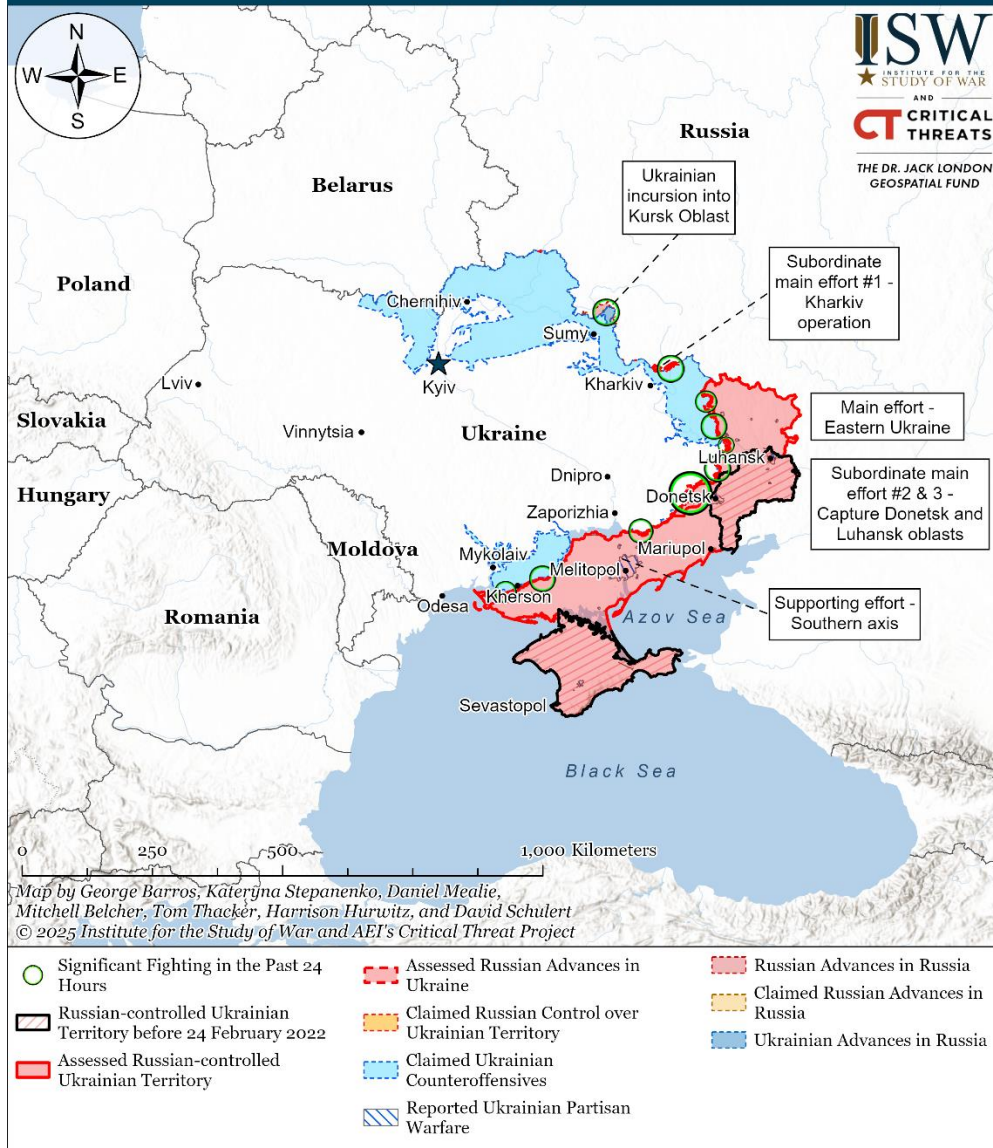 N
W
E
S
ISW
INSTITUTE FOR THE
STUDY OF WAR
AND
CT CRITICAL
THREATS
THE DR. JACK LONDON
GEOSPATIAL FUND
Russia
Ukrainian
incursion into
Kursk Oblast
Belarus
Subordinate
main effort #1 -
Kharkiv
operation
Poland
Chernihiv
Sumy
Kyiv
Kharkiv
Lviv
Slovakia
Main effort -
Eastern Ukraine
Vinnytsia
Ukraine
Luhansk
Subordinate main
effort #2 & 3 -
Capture Donetsk and
Luhansk oblasts
Hungary
Dnipro
Donetsk
Zaporizhia
Moldova
Mykolaiv
Mariupol
Melitopol
Kherson
Odesa
Supporting effort -
Southern axis
Romania
Azov Sea
Sevastopol
Black Sea
0 250 500 1,000 Kilometers
Map by George Barros, Kateryna Stepanenko, Daniel Mealie,
Mitchell Belcher, Tom Thacker, Harrison Hurwitz, and David Schulert
© 2025 Institute for the Study of War and AEI's Critical Threat Project
Significant Fighting in the Past 24
Hours
Russian-controlled Ukrainian
Territory before 24 February 2022
Assessed Russian-controlled
Ukrainian Territory
Assessed Russian Advances in
Ukraine
Claimed Russian Control over
Ukrainian Territory
Claimed Ukrainian
Counteroffensives
Reported Ukrainian Partisan
Warfare
Russian Advances in Russia
Claimed Russian Advances in
Russia
Ukrainian Advances in Russia